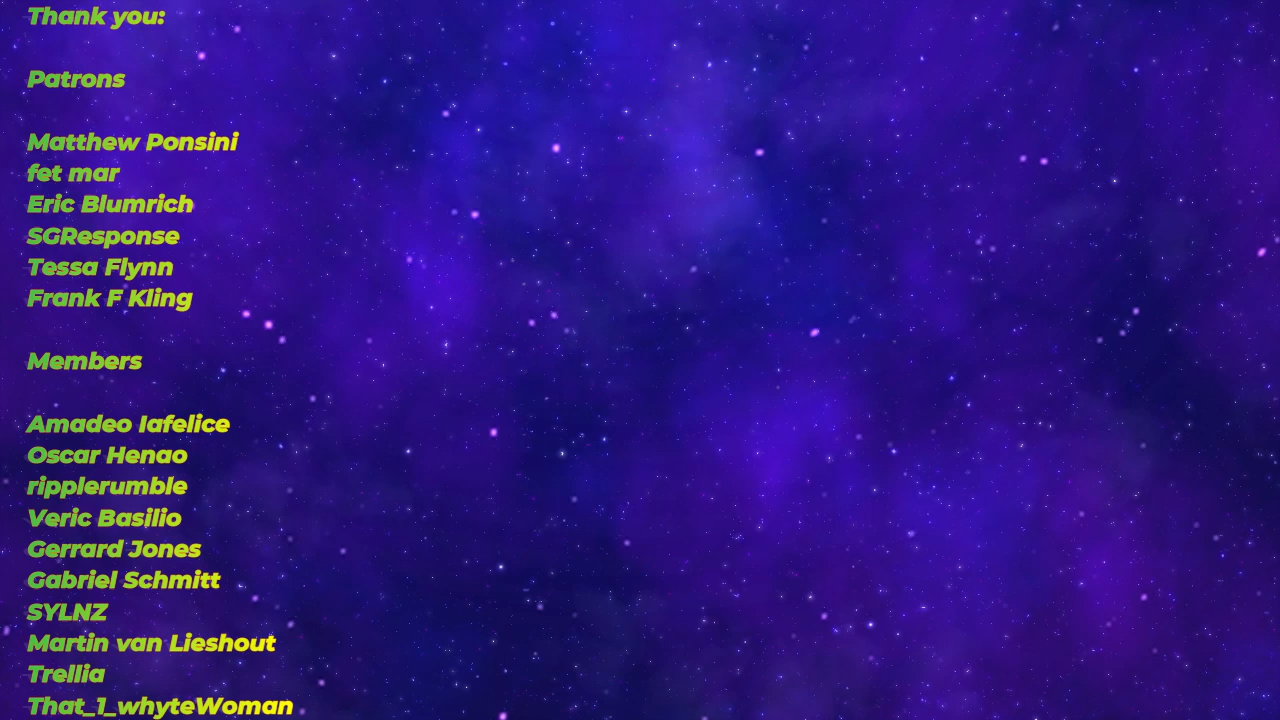 Thank you:
Patrons
Matthew Ponsini
fet mar
Eric Blumrich
SGResponse
Tessa Flynn
Frank F Kling
Members
Amadeo Iafelice
Oscar Henao
ripplerumble
Veric Basilio
Gerrard Jones
Gabriel Schmitt
SYLNZ
Martin van Lieshout
Trellia
That_1_whyteWoman